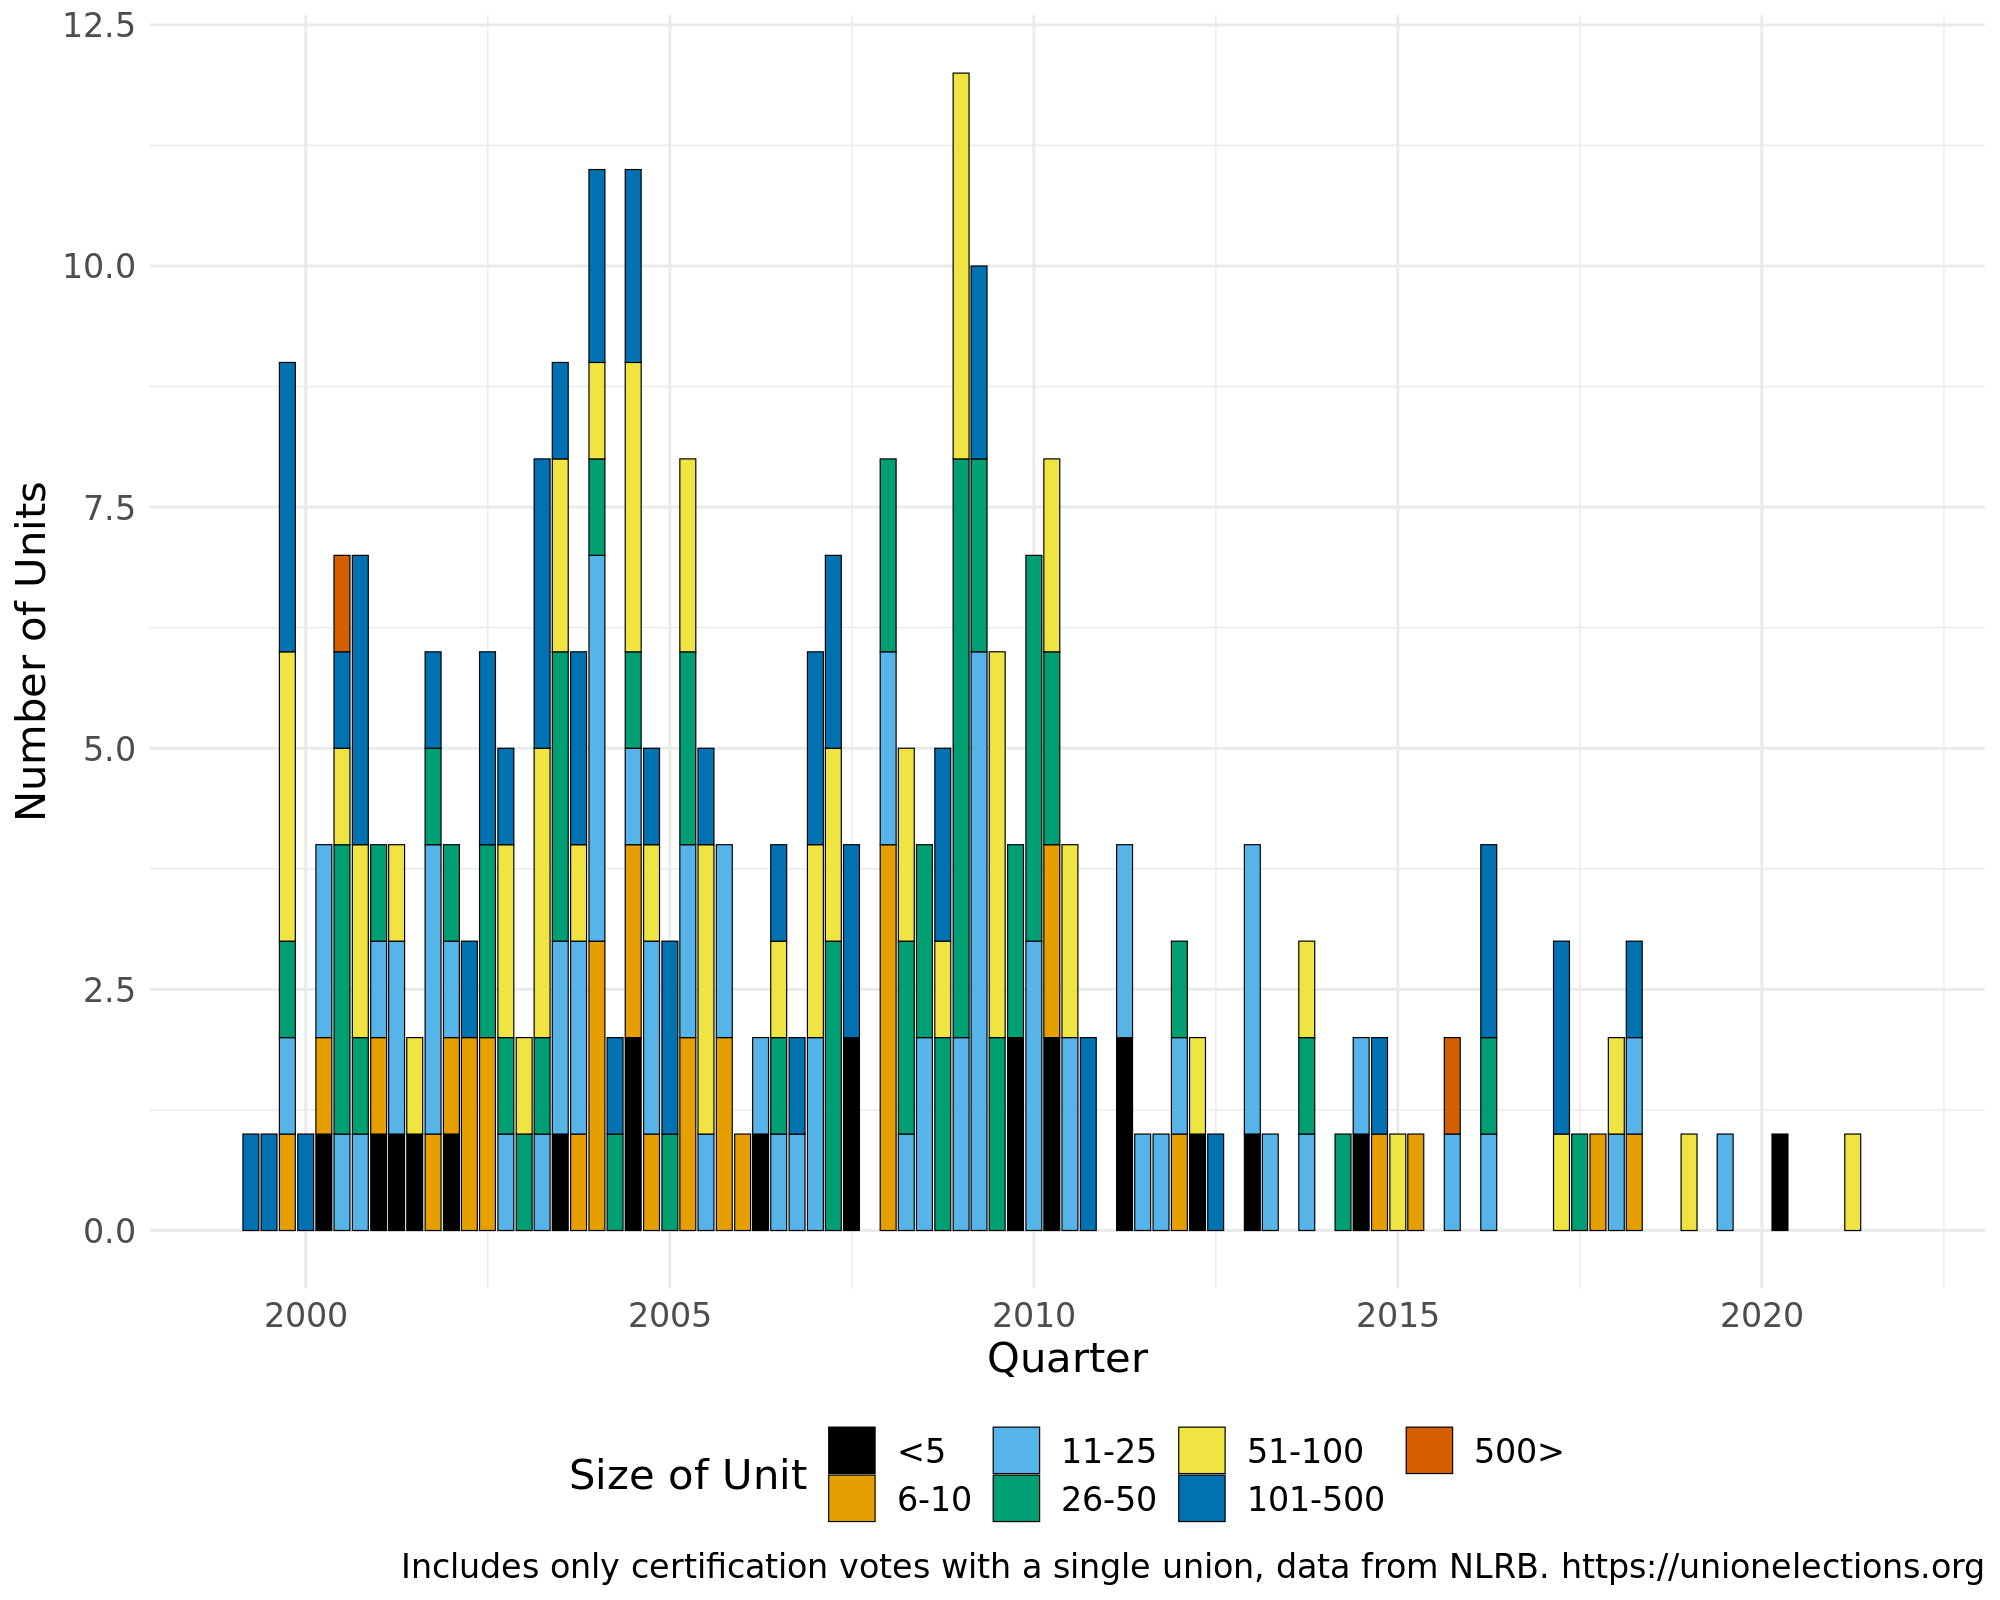 12.5
10.0
7.5
5.0
2.5
0.0
Number of Units
2000 2005 2010 2015 2020
Quarter
Size of Unit
<5 11-25 51-100 500>
6-10 26-50 101-500
Includes only certification votes with a single union, data from NLRB. https://unionelections.org